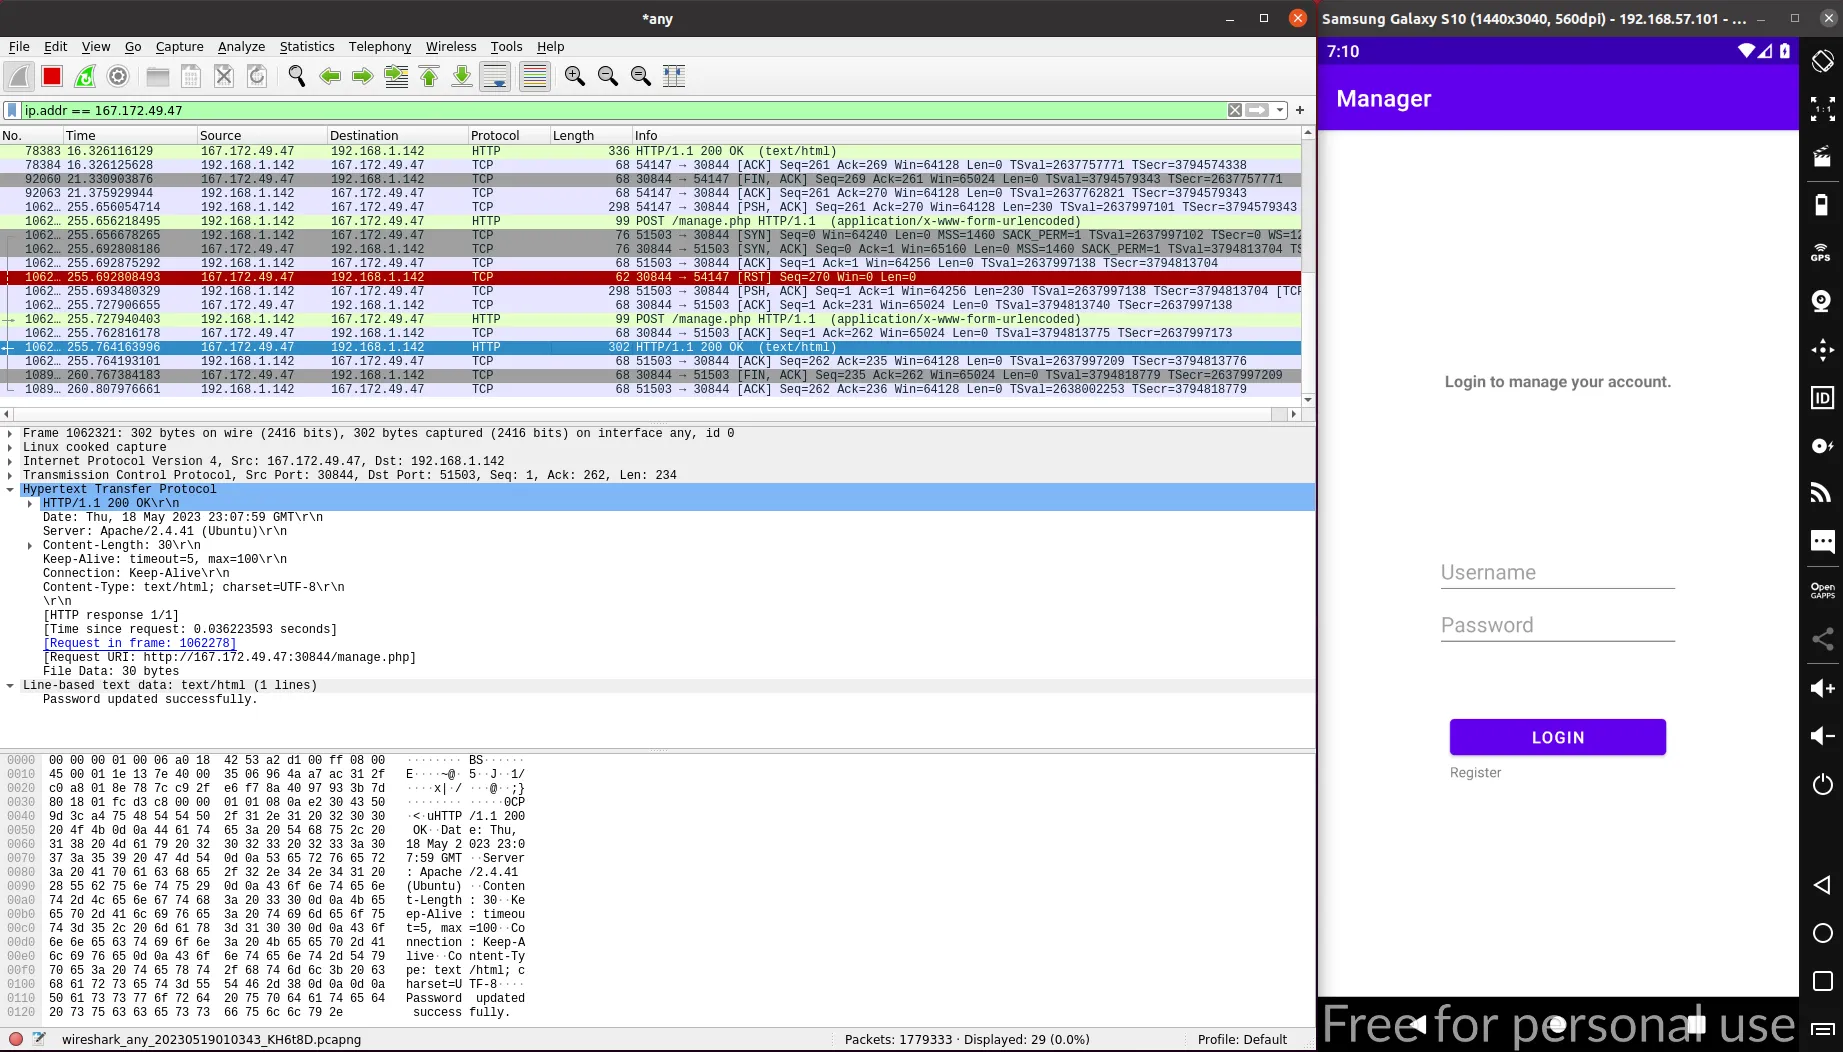 *any
File Edit View Go Capture Analyze Statistics Telephony Wireless Tools Help
ip.addr == 167.172.49.47
No. Time Source Destination Protocol Length Info
78383 16.326116129 167.172.49.47 192.168.1.142 HTTP 336 HTTP/1.1 200 OK (text/html)
78384 16.326125628 192.168.1.142 167.172.49.47 TCP 68 54147 → 30844 [ACK] Seq=261 Ack=269 Win=64128 Len=0 TSval=2637757771 TSecr=3794574338
92060 21.330903876 167.172.49.47 192.168.1.142 TCP 68 30844 → 54147 [FIN, ACK] Seq=269 Ack=261 Win=65024 Len=0 TSval=3794579343 TSecr=2637757771
92063 21.375929944 192.168.1.142 167.172.49.47 TCP 68 54147 → 30844 [ACK] Seq=261 Ack=270 Win=64128 Len=0 TSval=2637762821 TSecr=3794579343
1062… 255.656054714 192.168.1.142 167.172.49.47 TCP 298 54147 → 30844 [PSH, ACK] Seq=261 Ack=270 Win=64128 Len=230 TSval=2637997101 TSecr=3794579343
1062… 255.656218495 192.168.1.142 167.172.49.47 HTTP 99 POST /manage.php HTTP/1.1 (application/x-www-form-urlencoded)
1062… 255.656678265 192.168.1.142 167.172.49.47 TCP 76 51503 → 30844 [SYN] Seq=0 Win=64240 Len=0 MSS=1460 SACK_PERM=1 TSval=2637997102 TSecr=0 WS=12
1062… 255.692808186 167.172.49.47 192.168.1.142 TCP 76 30844 → 51503 [SYN, ACK] Seq=0 Ack=1 Win=65160 Len=0 MSS=1460 SACK_PERM=1 TSval=3794813704 TS
1062… 255.692875292 192.168.1.142 167.172.49.47 TCP 68 51503 → 30844 [ACK] Seq=1 Ack=1 Win=64256 Len=0 TSval=2637997138 TSecr=3794813704
1062… 255.692808493 167.172.49.47 192.168.1.142 TCP 62 30844 → 54147 [RST] Seq=270 Win=0 Len=0
1062… 255.693480329 192.168.1.142 167.172.49.47 TCP 298 51503 → 30844 [PSH, ACK] Seq=1 Ack=1 Win=64256 Len=230 TSval=2637997138 TSecr=3794813704 [TCP
1062… 255.727906655 167.172.49.47 192.168.1.142 TCP 68 30844 → 51503 [ACK] Seq=1 Ack=231 Win=65024 Len=0 TSval=3794813740 TSecr=2637997138
1062… 255.727940403 192.168.1.142 167.172.49.47 HTTP 99 POST /manage.php HTTP/1.1 (application/x-www-form-urlencoded)
1062… 255.762816178 167.172.49.47 192.168.1.142 TCP 68 30844 → 51503 [ACK] Seq=1 Ack=262 Win=65024 Len=0 TSval=3794813775 TSecr=2637997173
1062… 255.764163996 167.172.49.47 192.168.1.142 HTTP 302 HTTP/1.1 200 OK (text/html)
1062… 255.764193101 192.168.1.142 167.172.49.47 TCP 68 51503 → 30844 [ACK] Seq=262 Ack=235 Win=64128 Len=0 TSval=2637997209 TSecr=3794813776
1089… 260.767384183 167.172.49.47 192.168.1.142 TCP 68 30844 → 51503 [FIN, ACK] Seq=235 Ack=262 Win=65024 Len=0 TSval=3794818779 TSecr=2637997209
1089… 260.807976661 192.168.1.142 167.172.49.47 TCP 68 51503 → 30844 [ACK] Seq=262 Ack=236 Win=64128 Len=0 TSval=2638002253 TSecr=3794818779
Frame 1062321: 302 bytes on wire (2416 bits), 302 bytes captured (2416 bits) on interface any, id 0
Linux cooked capture
Internet Protocol Version 4, Src: 167.172.49.47, Dst: 192.168.1.142
Transmission Control Protocol, Src Port: 30844, Dst Port: 51503, Seq: 1, Ack: 262, Len: 234
Hypertext Transfer Protocol
HTTP/1.1 200 OK\r\n
Date: Thu, 18 May 2023 23:07:59 GMT\r\n
Server: Apache/2.4.41 (Ubuntu)\r\n
Content-Length: 30\r\n
Keep-Alive: timeout=5, max=100\r\n
Connection: Keep-Alive\r\n
Content-Type: text/html; charset=UTF-8\r\n
\r\n
[HTTP response 1/1]
[Time since request: 0.036223593 seconds]
[Request in frame: 1062278]
[Request URI: http://167.172.49.47:30844/manage.php]
File Data: 30 bytes
Line-based text data: text/html (1 lines)
Password updated successfully.
0000 00 00 00 01 00 06 a0 18 42 53 a2 d1 00 ff 08 00 ········ BS······
0010 45 00 01 1e 13 7e 40 00 35 06 96 4a a7 ac 31 2f E····~@· 5··J··1/
0020 c0 a8 01 8e 78 7c c9 2f e6 f7 8a 40 97 93 3b 7d ····x|·/ ···@··;}
0030 80 18 01 fc d3 c8 00 00 01 01 08 0a e2 30 43 50 ········ ·····0CP
0040 9d 3c a4 75 48 54 54 50 2f 31 2e 31 20 32 30 30 ·<·uHTTP /1.1 200
0050 20 4f 4b 0d 0a 44 61 74 65 3a 20 54 68 75 2c 20 OK··Dat e: Thu,
0060 31 38 20 4d 61 79 20 32 30 32 33 20 32 33 3a 30 18 May 2 023 23:0
0070 37 3a 35 39 20 47 4d 54 0d 0a 53 65 72 76 65 72 7:59 GMT ··Server
0080 3a 20 41 70 61 63 68 65 2f 32 2e 34 2e 34 31 20 : Apache /2.4.41
0090 28 55 62 75 6e 74 75 29 0d 0a 43 6f 6e 74 65 6e (Ubuntu) ··Conten
00a0 74 2d 4c 65 6e 67 74 68 3a 20 33 30 0d 0a 4b 65 t-Length : 30··Ke
00b0 65 70 2d 41 6c 69 76 65 3a 20 74 69 6d 65 6f 75 ep-Alive : timeou
00c0 74 3d 35 2c 20 6d 61 78 3d 31 30 30 0d 0a 43 6f t=5, max =100··Co
00d0 6e 6e 65 63 74 69 6f 6e 3a 20 4b 65 65 70 2d 41 nnection : Keep-A
00e0 6c 69 76 65 0d 0a 43 6f 6e 74 65 6e 74 2d 54 79 live··Co ntent-Ty
00f0 70 65 3a 20 74 65 78 74 2f 68 74 6d 6c 3b 20 63 pe: text /html; c
0100 68 61 72 73 65 74 3d 55 54 46 2d 38 0d 0a 0d 0a harset=U TF-8····
0110 50 61 73 73 77 6f 72 64 20 75 70 64 61 74 65 64 Password updated
0120 20 73 75 63 63 65 73 73 66 75 6c 6c 79 2e success fully.
wireshark_any_20230519010343_KH6t8D.pcapng Packets: 1779333 · Displayed: 29 (0.0%) Profile: Default
Samsung Galaxy S10 (1440x3040, 560dpi) - 192.168.57.101 - ...
7:10
Manager
Login to manage your account.
Username
Password
LOGIN
Register
Free for personal use
1:1
GPS
ID
Open
GAPPS